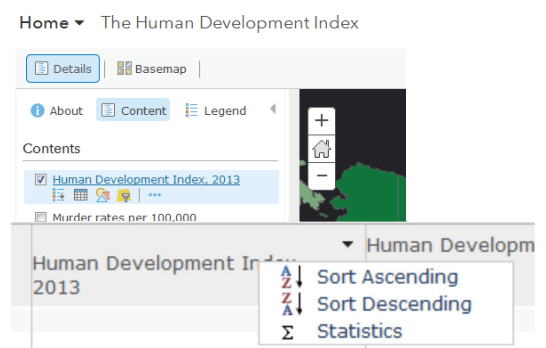 Home ▾ The Human Development Index
Details Basemap
About Content Legend
Contents
Human Development Index, 2013
Murder rates per 100,000
Human Development
2013
Human Developm
Sort Ascending
Sort Descending
Σ Statistics